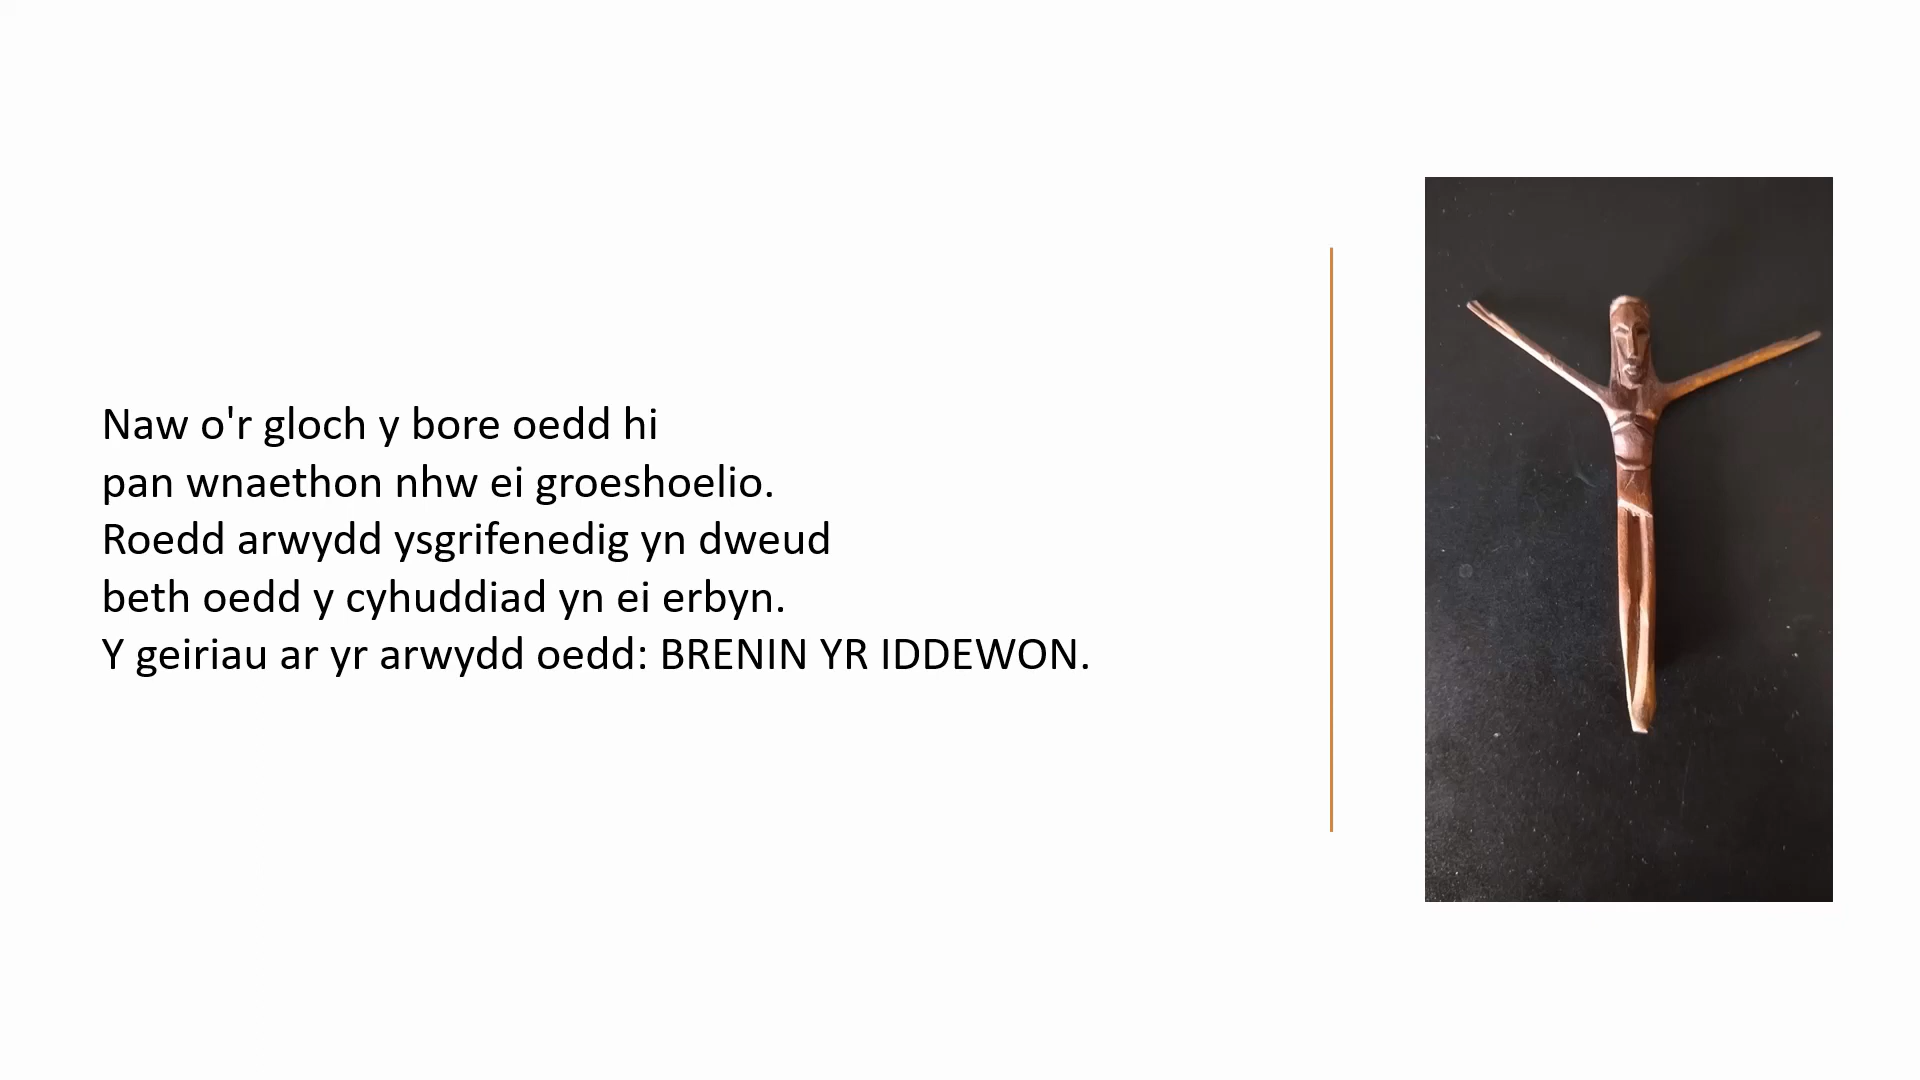 Naw o'r gloch y bore oedd hi
pan wnaethon nhw ei groeshoelio.
Roedd arwydd ysgrifenedig yn dweud
beth oedd y cyhuddiad yn ei erbyn.
Y geiriau ar yr arwydd oedd: BRENIN YR IDDEWON.